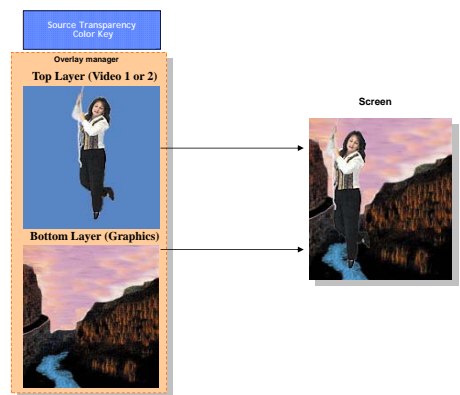 Source Transparency
Color Key
Overlay manager
Top Layer (Video 1 or 2)
Screen
Bottom Layer (Graphics)